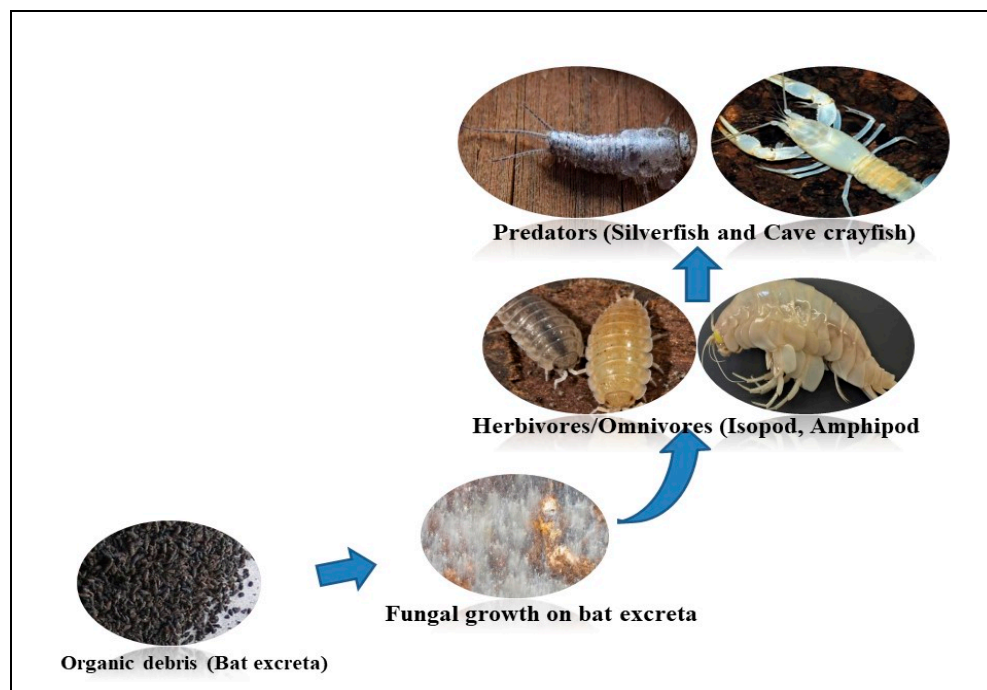 Predators (Silverfish and Cave crayfish)
Herbivores/Omnivores (Isopod, Amphipod
Fungal growth on bat excreta
Organic debris (Bat excreta)